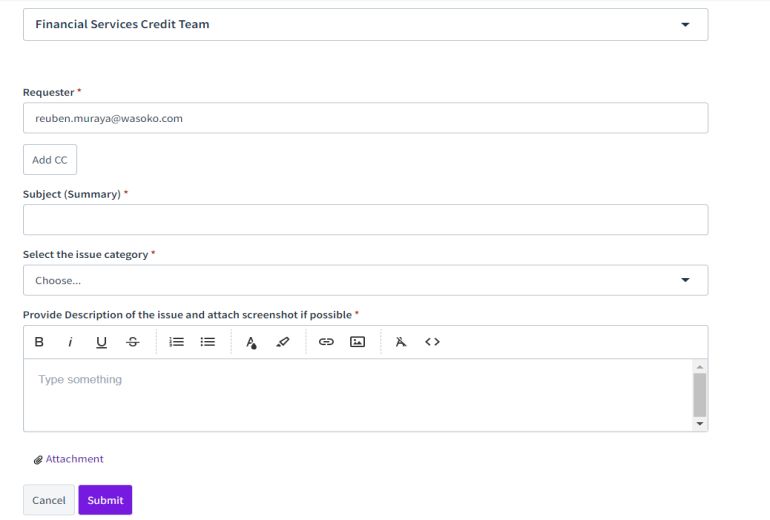 Financial Services Credit Team
Requester *
reuben.muraya@wasoko.com
Add CC
Subject (Summary) *
Select the issue category *
Choose...
Provide Description of the issue and attach screenshot if possible *
B i U S A
Type something
Attachment
Cancel Submit